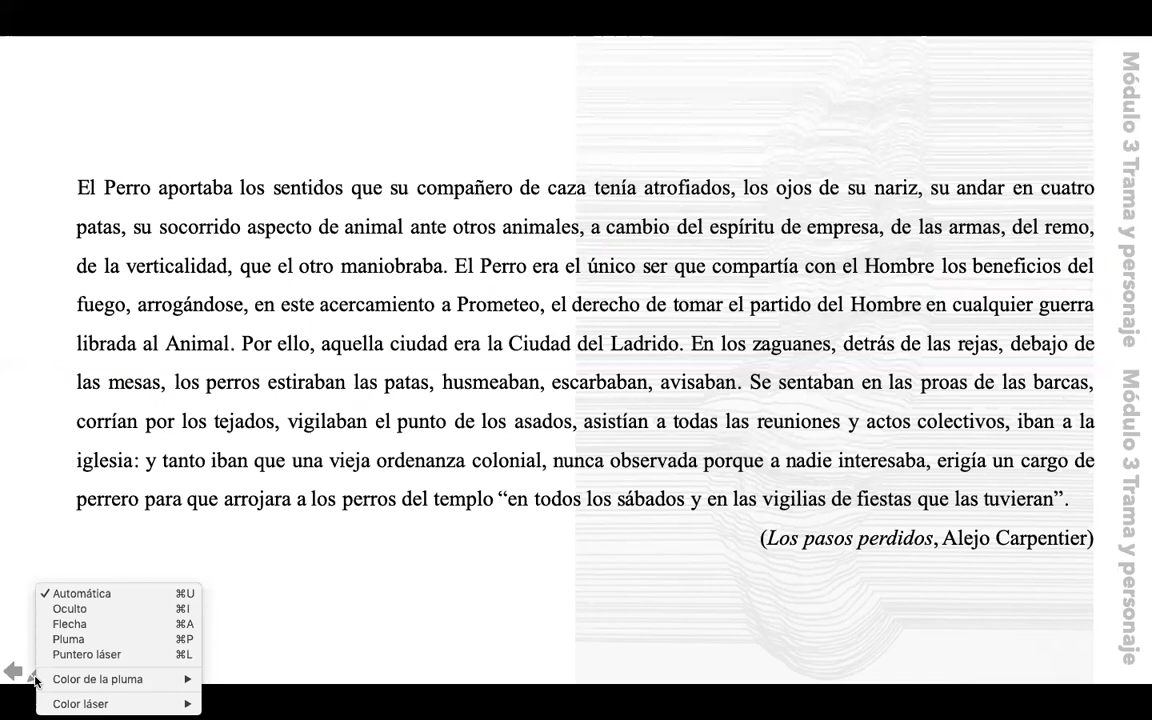 El Perro aportaba los sentidos que su compañero de caza tenía atrofiados, los ojos de su nariz, su andar en cuatro
patas, su socorrido aspecto de animal ante otros animales, a cambio del espíritu de empresa, de las armas, del remo,
de la verticalidad, que el otro maniobraba. El Perro era el único ser que compartía con el Hombre los beneficios del
fuego, arrogándose, en este acercamiento a Prometeo, el derecho de tomar el partido del Hombre en cualquier guerra
librada al Animal. Por ello, aquella ciudad era la Ciudad del Ladrido. En los zaguanes, detrás de las rejas, debajo de
las mesas, los perros estiraban las patas, husmeaban, escarbaban, avisaban. Se sentaban en las proas de las barcas,
corrían por los tejados, vigilaban el punto de los asados, asistían a todas las reuniones y actos colectivos, iban a la
iglesia: y tanto iban que una vieja ordenanza colonial, nunca observada porque a nadie interesaba, erigía un cargo de
perrero para que arrojara a los perros del templo “en todos los sábados y en las vigilias de fiestas que las tuvieran”.
(Los pasos perdidos, Alejo Carpentier)
Módulo 3 Trama y personaje
Módulo 3 Trama y personaje
✓ Automática ⌘U
Oculto ⌘I
Flecha ⌘A
Pluma ⌘P
Puntero láser ⌘L
Color de la pluma
Color láser